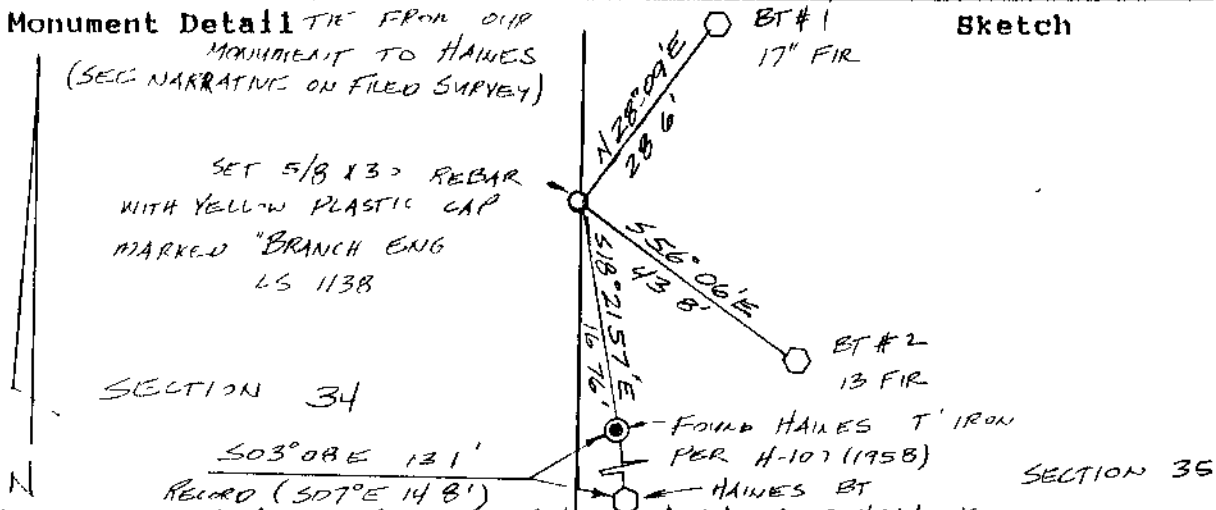 Monument Detail TIE FROM OUR
MONUMENT TO HAINES
(SEE NARRATIVE ON FILED SURVEY)
Sketch
BT # 1
17" FIR
N 28°09'E
28 6'
SET 5/8 X 30 REBAR
WITH YELLOW PLASTIC CAP
MARKED "BRANCH ENG
LS 1138
S56°06'E
43 8'
S18°21 57'E
16 76'
BT # 2
13 FIR
SECTION 34
FOUND HAINES T' IRON
PER H-107 (1958)
S03°08 E 13 1'
RECORD (S07°E 14 8')
HAINES BT
SECTION 35
N